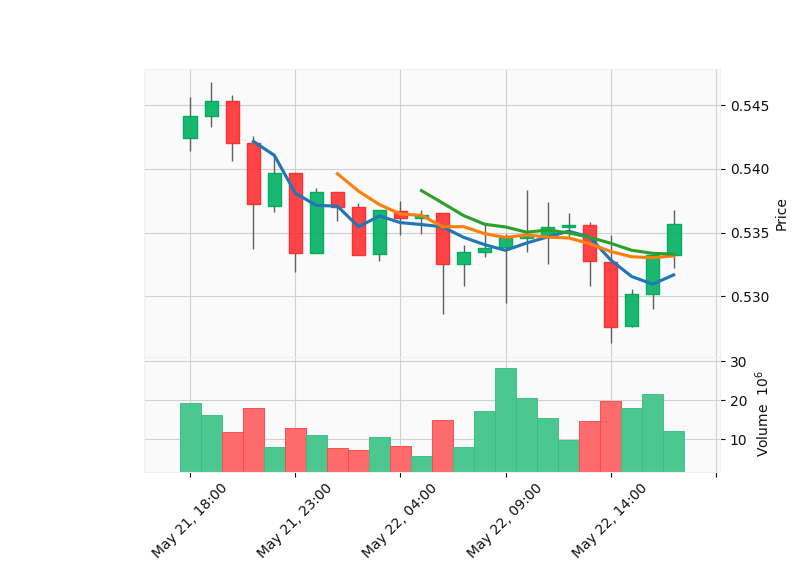 0.545
0.540
0.535
0.530
Price
30
20
10
Volume 10^6
May 21, 18:00
May 21, 23:00
May 22, 04:00
May 22, 09:00
May 22, 14:00